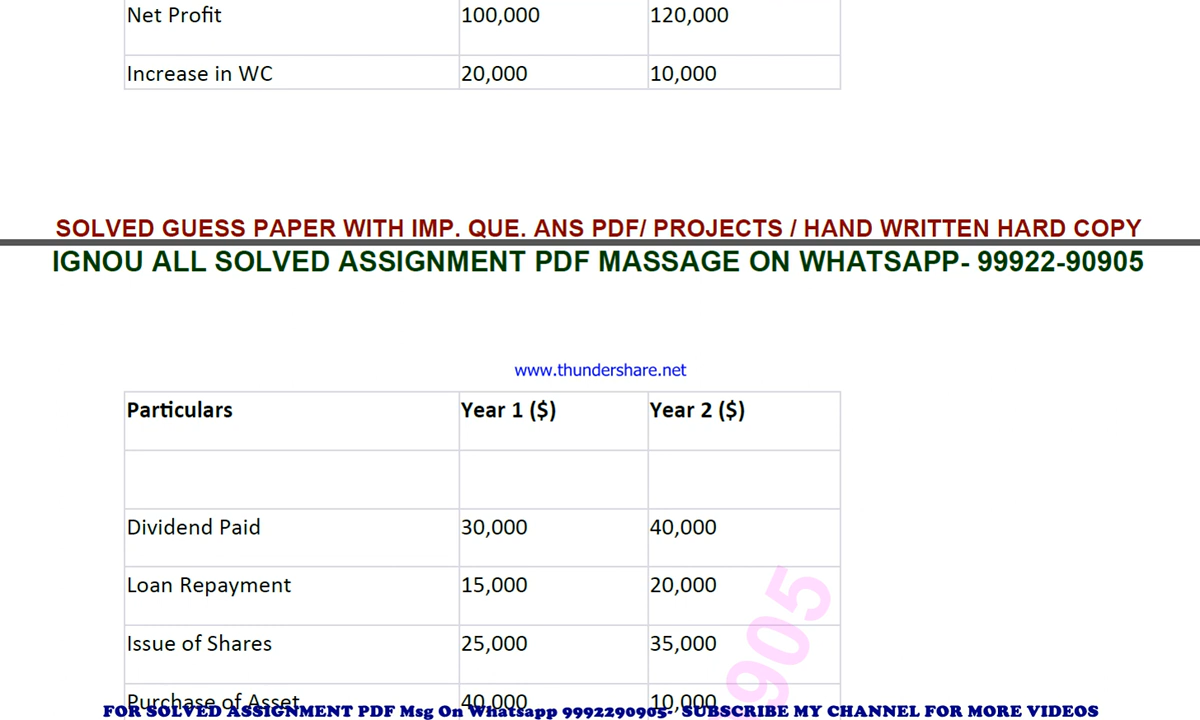 Net Profit 100,000 120,000
Increase in WC 20,000 10,000
SOLVED GUESS PAPER WITH IMP. QUE. ANS PDF/ PROJECTS / HAND WRITTEN HARD COPY
IGNOU ALL SOLVED ASSIGNMENT PDF MASSAGE ON WHATSAPP- 99922-90905
www.thundershare.net
Particulars Year 1 ($) Year 2 ($)
Dividend Paid 30,000 40,000
Loan Repayment 15,000 20,000
Issue of Shares 25,000 35,000
Purchase of Asset 40,000 10,000
905
FOR SOLVED ASSIGNMENT PDF Msg On Whatsapp 9992290905- SUBSCRIBE MY CHANNEL FOR MORE VIDEOS